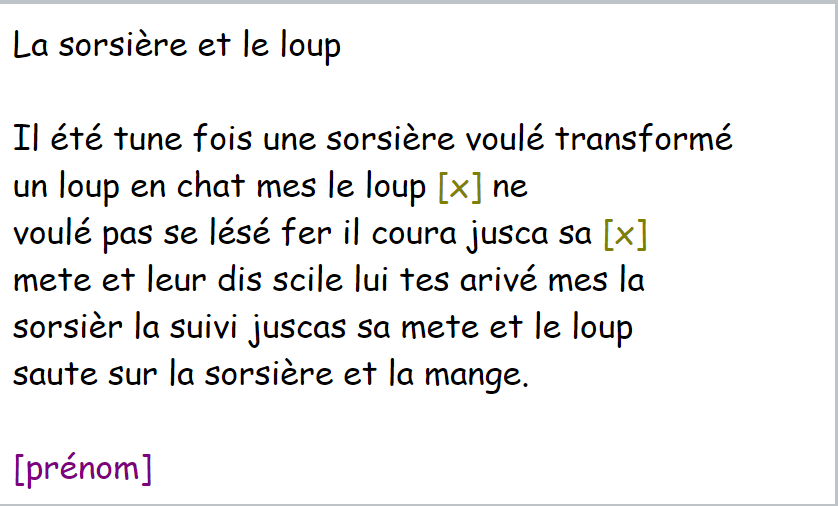 La sorsière et le loup
Il été tune fois une sorsière voulé transformé
un loup en chat mes le loup [x] ne
voulé pas se lésé fer il coura jusca sa [x]
mete et leur dis scile lui tes arivé mes la
sorsièr la suivi juscas sa mete et le loup
saute sur la sorsière et la mange.
[prénom]